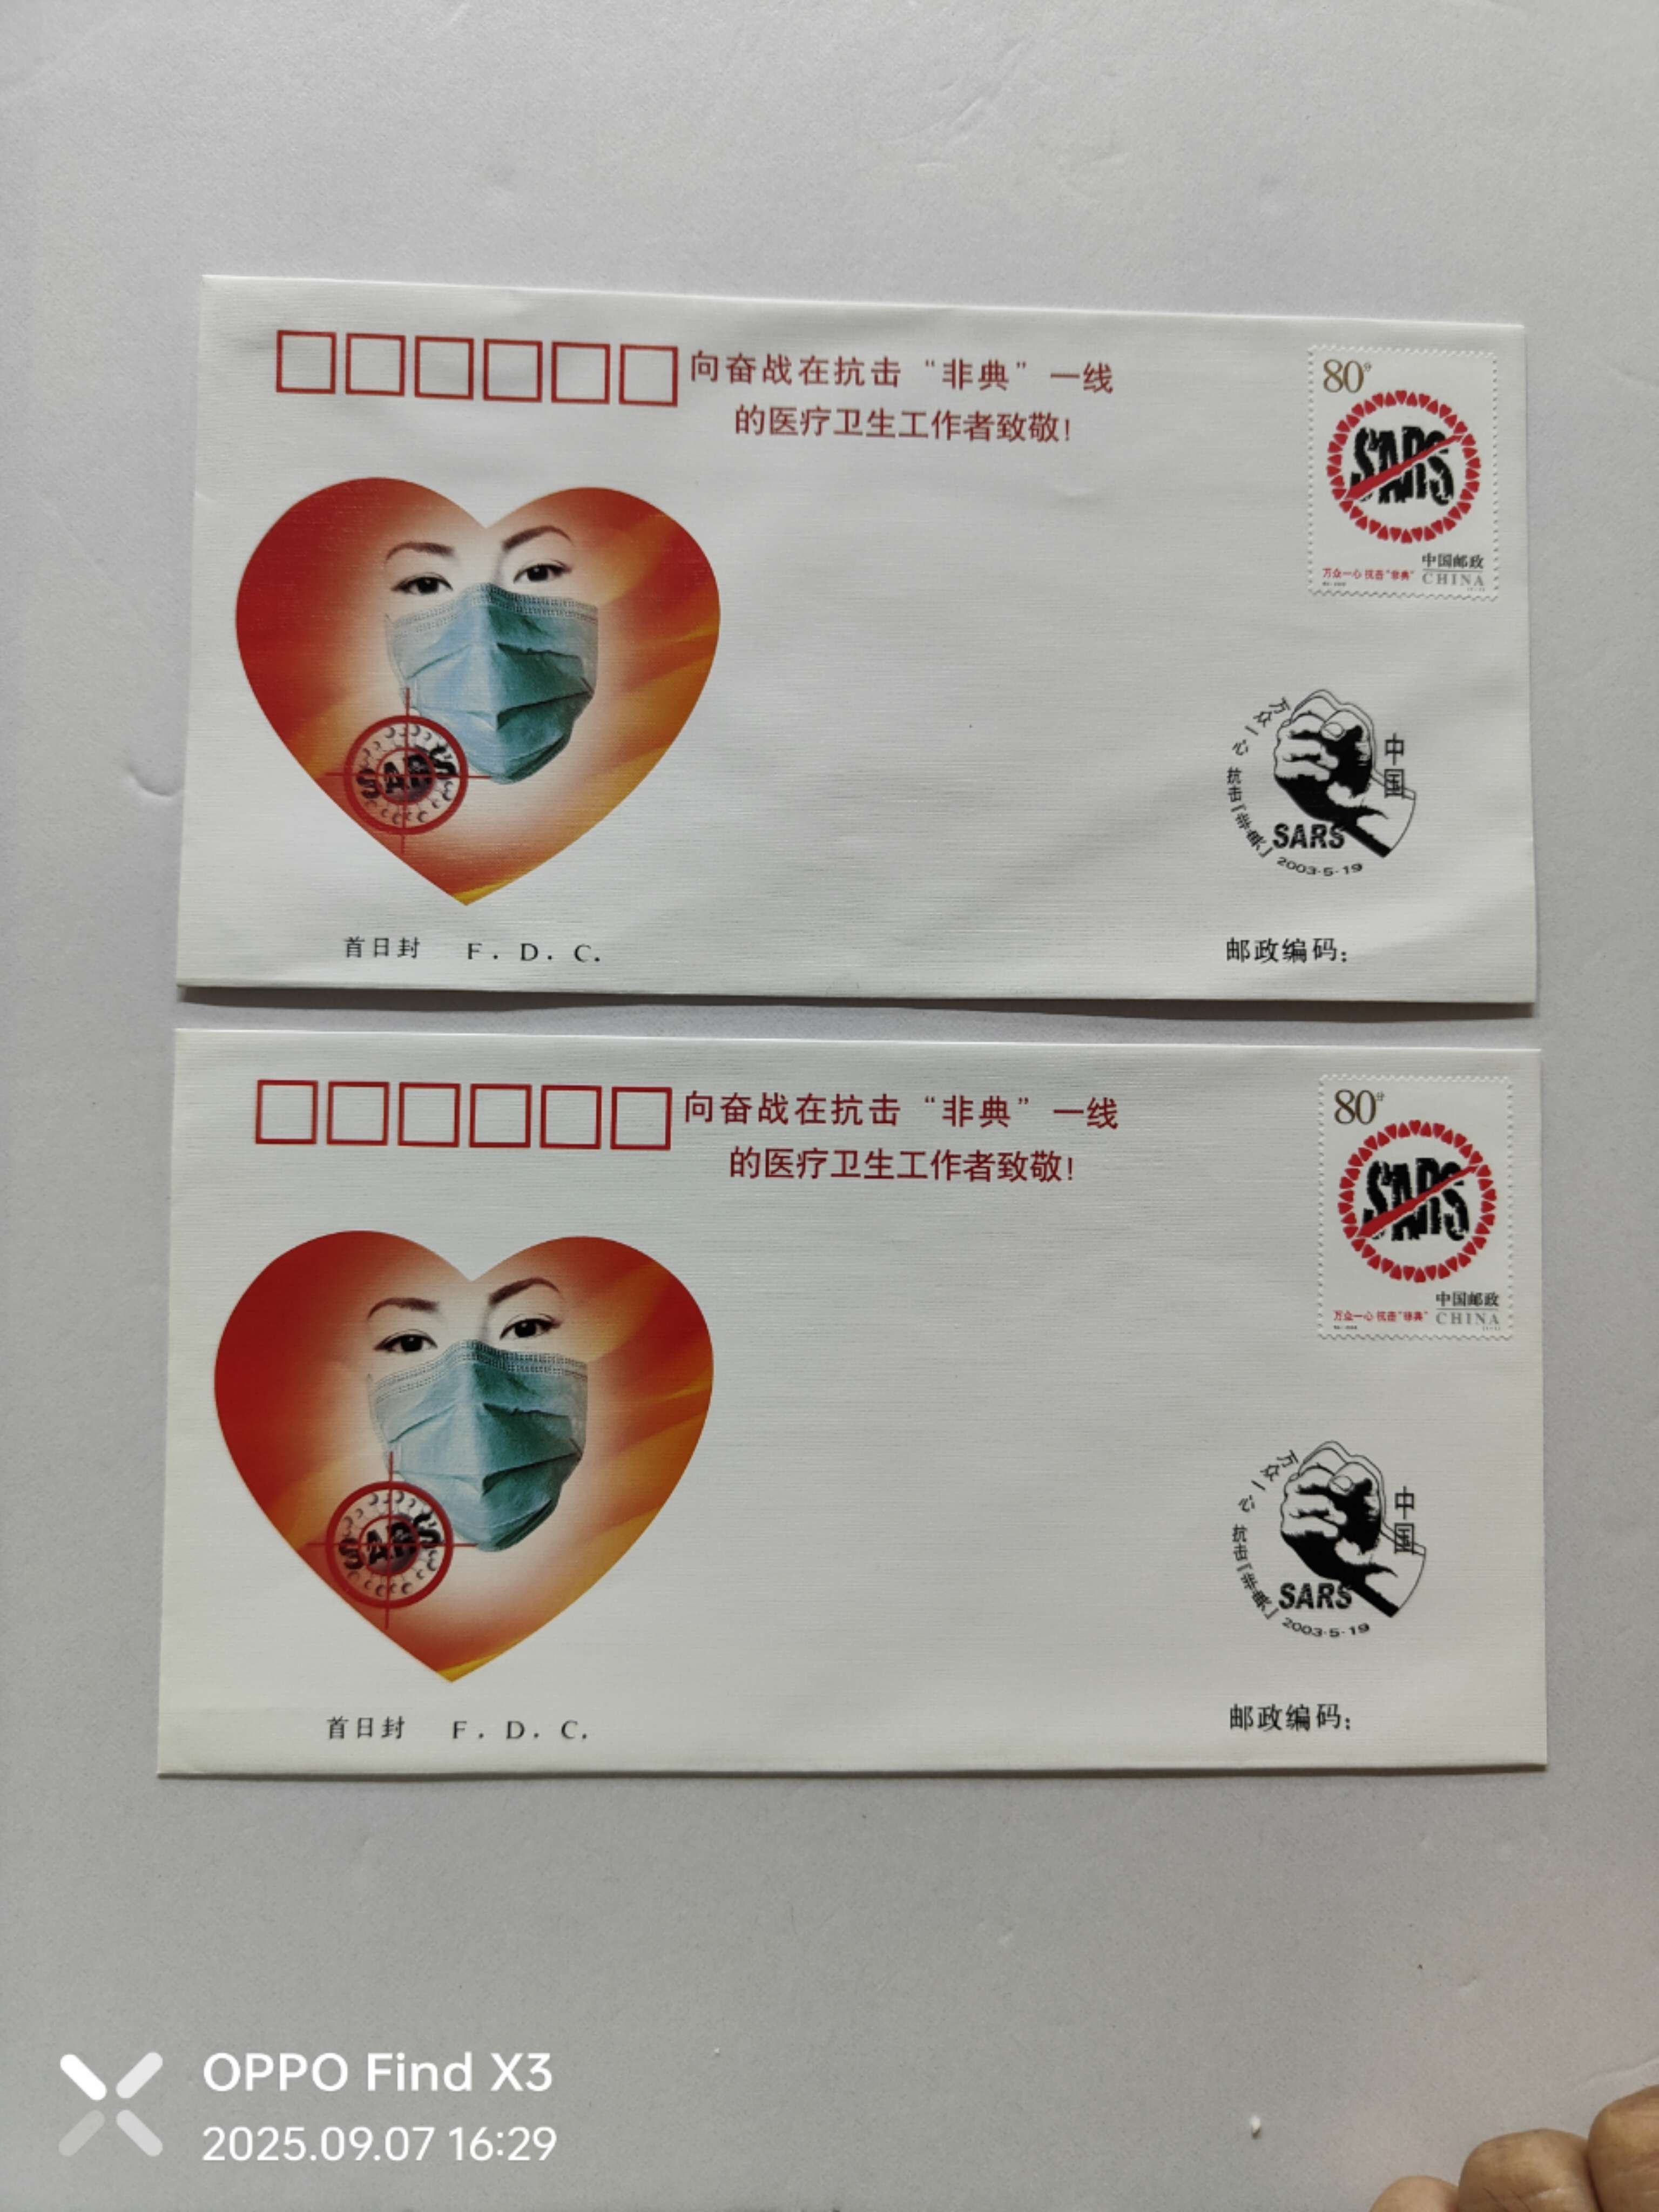 向奋战在抗击“非典”一线
的医疗卫生工作者致敬！
80分
SARS
中国邮政
万众一心 抗击“非典” CHINA
SARS
万众一心 抗击「非典」
中国
SARS
2003·5·19
首日封 F. D. C.
邮政编码：
向奋战在抗击“非典”一线
的医疗卫生工作者致敬！
80分
SARS
中国邮政
万众一心 抗击“非典” CHINA
SARS
万众一心 抗击「非典」
中国
SARS
2003·5·19
首日封 F. D. C.
邮政编码：
OPPO Find X3
2025.09.07 16:29